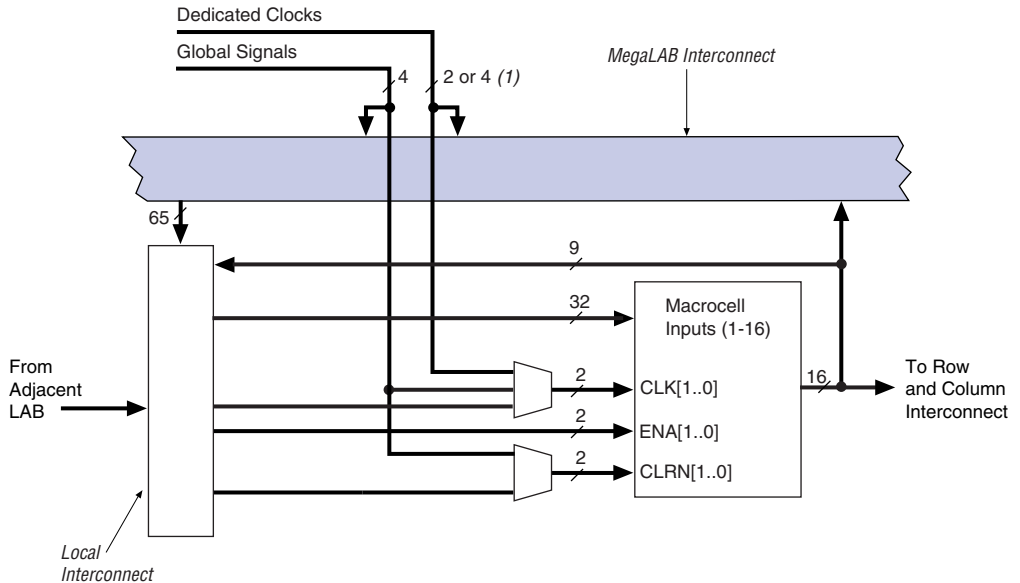 Dedicated Clocks
Global Signals
4
2 or 4 (1)
MegaLAB Interconnect
65
9
32
Macrocell
Inputs (1-16)
From
Adjacent
LAB
2
CLK[1..0]
16
To Row
and Column
Interconnect
2
ENA[1..0]
2
CLRN[1..0]
Local
Interconnect